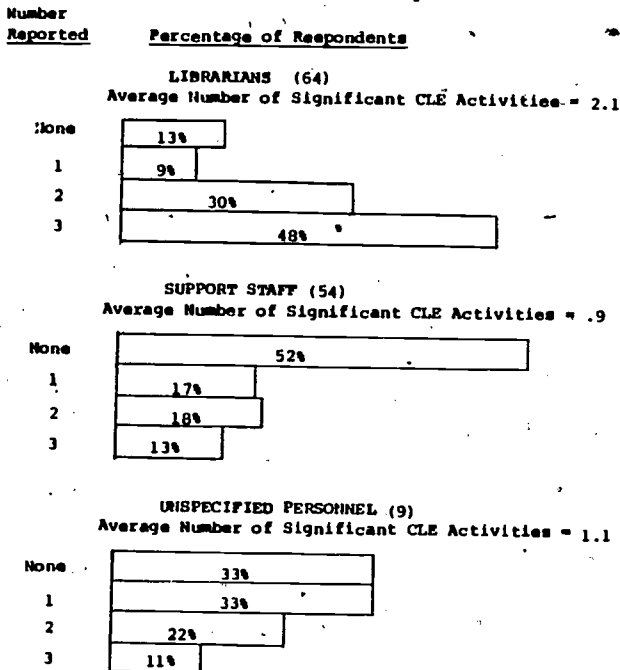 Number
Reported Percentage of Respondents
LIBRARIANS (64)
Average Number of Significant CLE Activities = 2.1
None 13%
1 9%
2 30%
3 48%
SUPPORT STAFF (54)
Average Number of Significant CLE Activities = .9
None 52%
1 17%
2 18%
3 13%
UNSPECIFIED PERSONNEL (9)
Average Number of Significant CLE Activities = 1.1
None 33%
1 33%
2 22%
3 11%